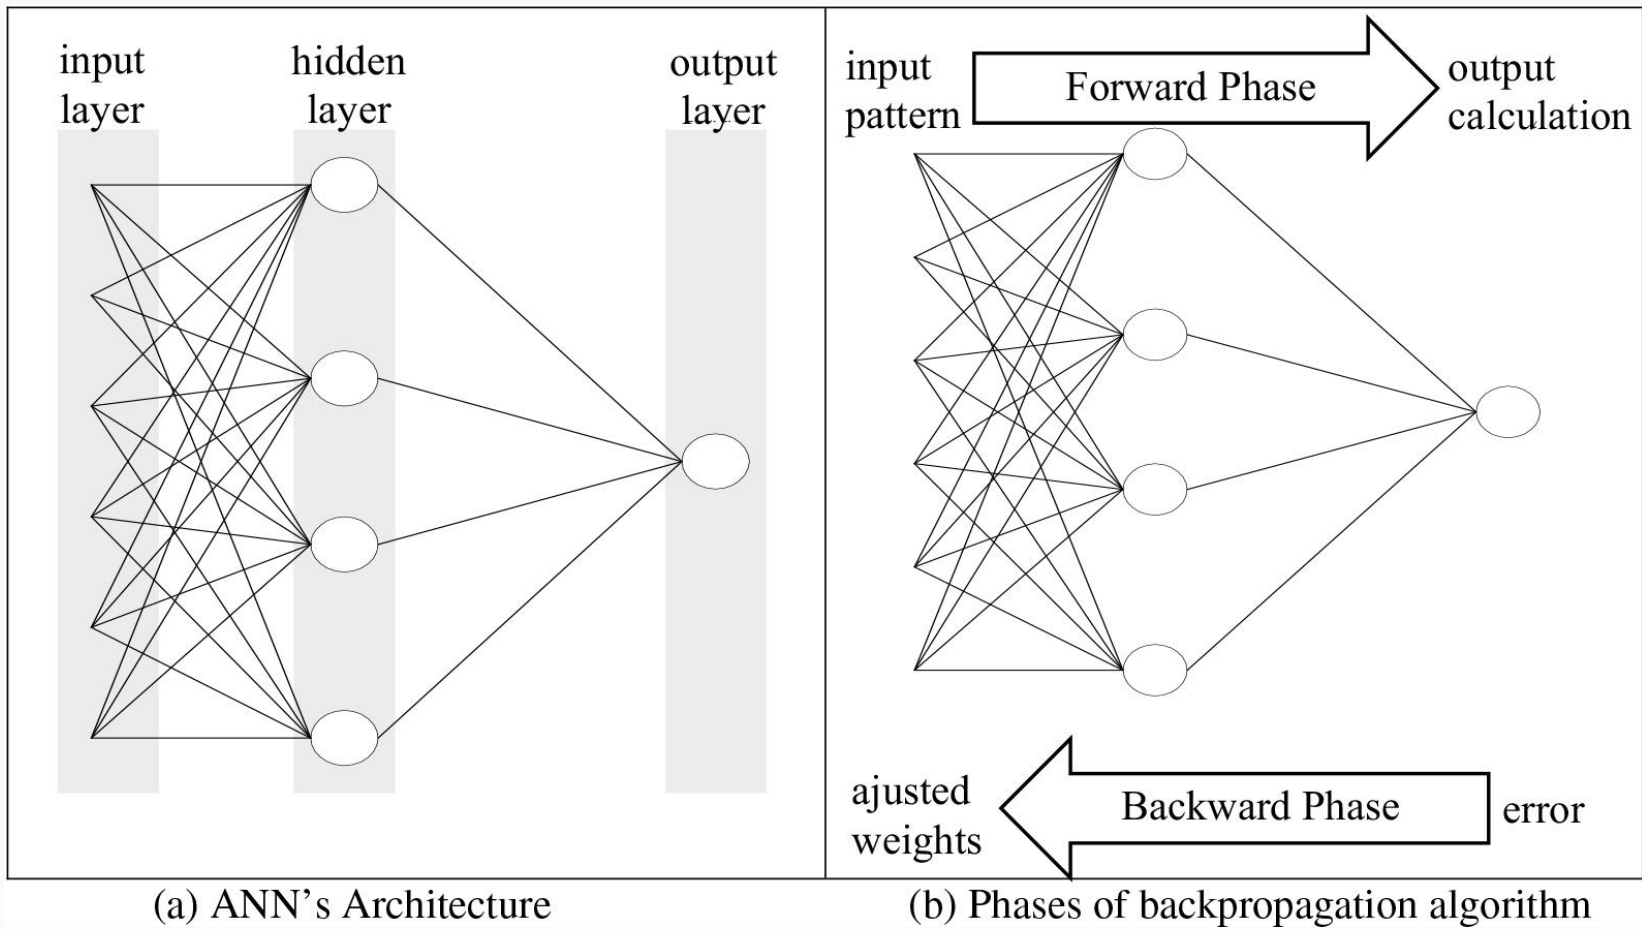 input
layer
hidden
layer
output
layer
input
pattern
Forward Phase
output
calculation
ajusted
weights
Backward Phase
error
(a) ANN's Architecture
(b) Phases of backpropagation algorithm